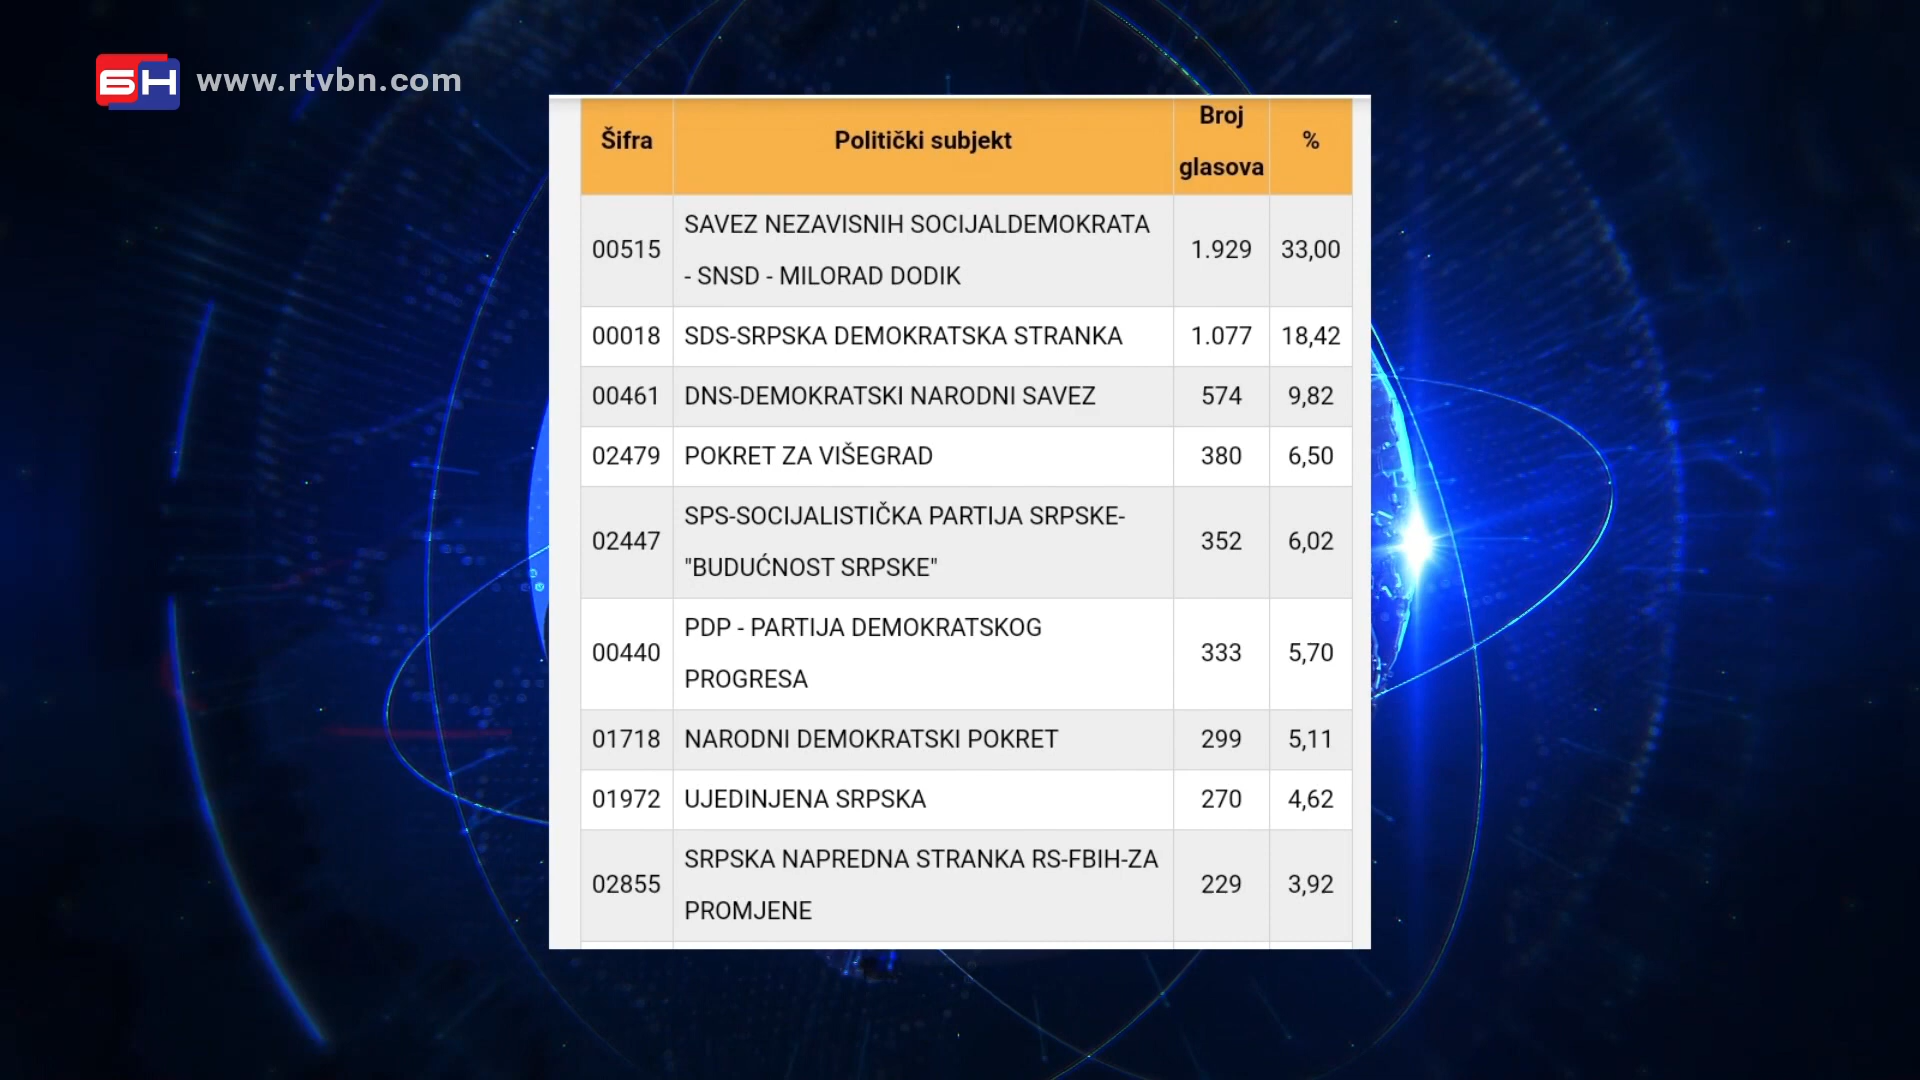 БН www.rtvbn.com
Šifra Politički subjekt Broj glasova %
00515 SAVEZ NEZAVISNIH SOCIJALDEMOKRATA 1.929 33,00
- SNSD - MILORAD DODIK
00018 SDS-SRPSKA DEMOKRATSKA STRANKA 1.077 18,42
00461 DNS-DEMOKRATSKI NARODNI SAVEZ 574 9,82
02479 POKRET ZA VIŠEGRAD 380 6,50
02447 SPS-SOCIJALISTIČKA PARTIJA SRPSKE- 352 6,02
"BUDUĆNOST SRPSKE"
00440 PDP - PARTIJA DEMOKRATSKOG 333 5,70
PROGRESA
01718 NARODNI DEMOKRATSKI POKRET 299 5,11
01972 UJEDINJENA SRPSKA 270 4,62
02855 SRPSKA NAPREDNA STRANKA RS-FBIH-ZA 229 3,92
PROMJENE